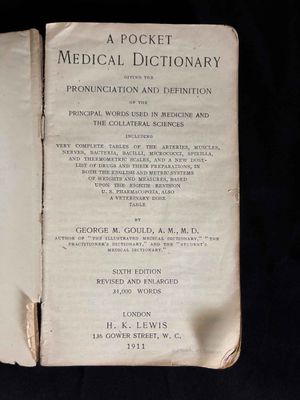 A POCKET
MEDICAL DICTIONARY
GIVING THE
PRONUNCIATION AND DEFINITION
OF THE
PRINCIPAL WORDS USED IN MEDICINE AND
THE COLLATERAL SCIENCES
INCLUDING
VERY COMPLETE TABLES OF THE ARTERIES, MUSCLES,
NERVES, BACTERIA, BACILLI, MICROCOCCI, SPIRILLA,
AND THERMOMETRIC SCALES, AND A NEW DOSE-
LIST OF DRUGS AND THEIR PREPARATIONS, IN
BOTH THE ENGLISH AND METRIC SYSTEMS
OF WEIGHTS AND MEASURES, BASED
UPON THE EIGHTH REVISION
U. S. PHARMACOPEIA, ALSO
A VETERINARY DOSE
TABLE
BY
GEORGE M. GOULD, A. M., M. D.
AUTHOR OF "THE ILLUSTRATED MEDICAL DICTIONARY," "THE
PRACTITIONER'S DICTIONARY," AND THE "STUDENT'S
MEDICAL DICTIONARY."
SIXTH EDITION
REVISED AND ENLARGED
34,000 WORDS
LONDON
H. K. LEWIS
136 GOWER STREET, W. C.
1911